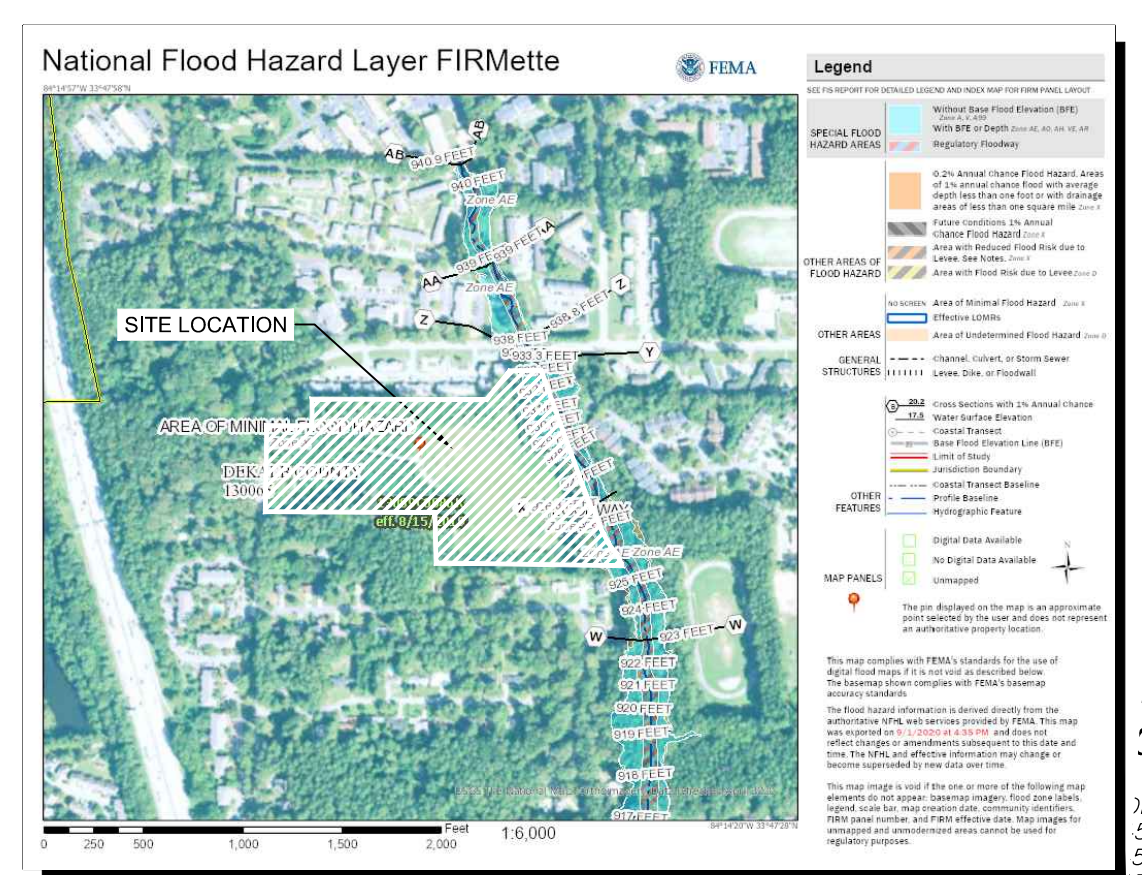 National Flood Hazard Layer FIRMette
FEMA
84°14'57"W 33°47'58"N
AB
AB
940.9 FEET
940 FEET
Zone AE
939 FEET
939 FEET
A
AA
Zone AE
938.8 FEET
Z
Z
938 FEET
933.3 FEET
Y
SITE LOCATION
AREA OF MINIMAL FLOOD HAZARD
Zone AE
Zone AE
925 FEET
924 FEET
W
923 FEET
W
922 FEET
921 FEET
920 FEET
919 FEET
918 FEET
917 FEET
eff. 8/15/
84°14'20"W 33°47'28"N
Feet
1:6,000
0
250
500
1,000
1,500
2,000
Legend
SEE FIS REPORT FOR DETAILED LEGEND AND INDEX MAP FOR FIRM PANEL LAYOUT
SPECIAL FLOOD
HAZARD AREAS
Without Base Flood Elevation (BFE)
Zone A, V, A99
With BFE or Depth Zone AE, AO, AH, VE, AR
Regulatory Floodway
0.2% Annual Chance Flood Hazard, Areas
of 1% annual chance flood with average
depth less than one foot or with drainage
areas of less than one square mile Zone X
Future Conditions 1% Annual
Chance Flood Hazard Zone X
Area with Reduced Flood Risk due to
Levee. See Notes. Zone X
Area with Flood Risk due to Levee Zone D
OTHER AREAS OF
FLOOD HAZARD
NO SCREEN Area of Minimal Flood Hazard Zone X
Effective LOMRs
OTHER AREAS
Area of Undetermined Flood Hazard Zone D
GENERAL
STRUCTURES
Channel, Culvert, or Storm Sewer
Levee, Dike, or Floodwall
B 20.2 Cross Sections with 1% Annual Chance
17.5 Water Surface Elevation
Coastal Transect
Base Flood Elevation Line (BFE)
Limit of Study
Jurisdiction Boundary
Coastal Transect Baseline
OTHER
FEATURES
Profile Baseline
Hydrographic Feature
Digital Data Available
No Digital Data Available
Unmapped
MAP PANELS
N
The pin displayed on the map is an approximate
point selected by the user and does not represent
an authoritative property location.
This map complies with FEMA's standards for the use of
digital flood maps if it is not void as described below.
The basemap shown complies with FEMA's basemap
accuracy standards
The flood hazard information is derived directly from the
authoritative NFHL web services provided by FEMA. This map
was exported on 9/1/2020 at 4:35 PM and does not
reflect changes or amendments subsequent to this date and
time. The NFHL and effective information may change or
become superseded by new data over time.
This map image is void if the one or more of the following map
elements do not appear: basemap imagery, flood zone labels,
legend, scale bar, map creation date, community identifiers,
FIRM panel number, and FIRM effective date. Map images for
unmapped and unmodernized areas cannot be used for
regulatory purposes.